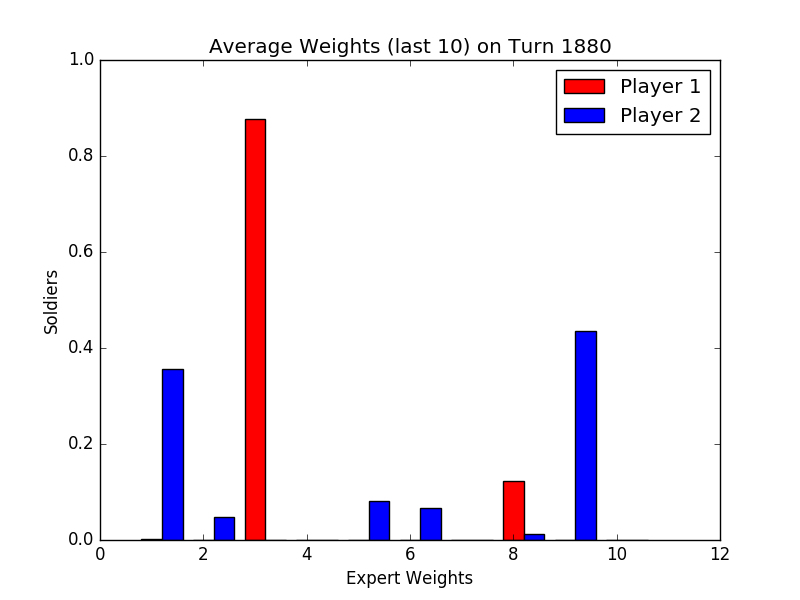 Average Weights (last 10) on Turn 1880
1.0
Player 1
Player 2
0.8
0.6
0.4
0.2
0.0
Soldiers
0 2 4 6 8 10 12
Expert Weights